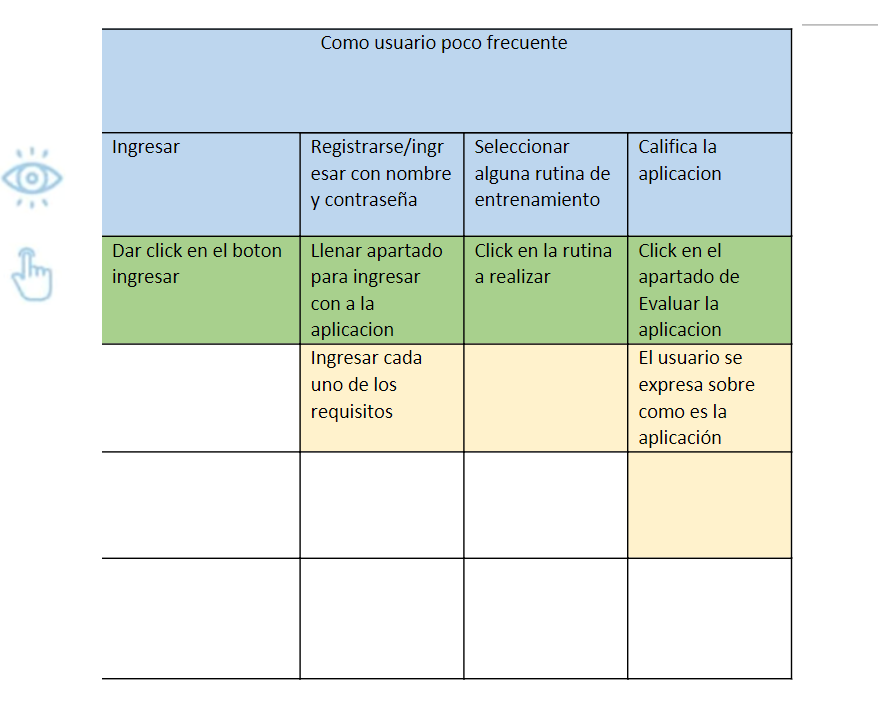 Como usuario poco frecuente
Ingresar
Registrarse/ingr
esar con nombre
y contraseña
Seleccionar
alguna rutina de
entrenamiento
Califica la
aplicacion
Dar click en el boton
ingresar
Llenar apartado
para ingresar
con a la
aplicacion
Click en la rutina
a realizar
Click en el
apartado de
Evaluar la
aplicacion
Ingresar cada
uno de los
requisitos
El usuario se
expresa sobre
como es la
aplicación